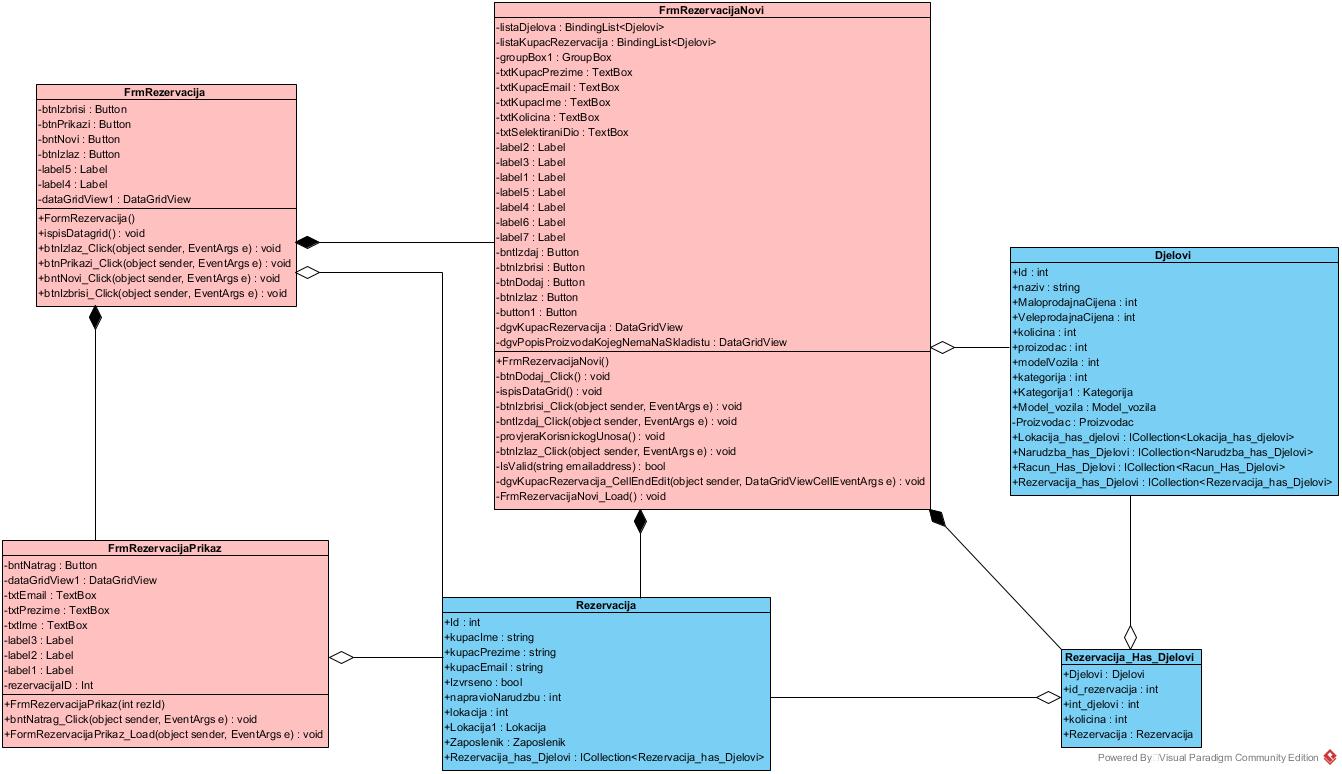 FrmRezervacijaNovi
-listaDjelova : BindingList<Djelovi>
-listaKupacRezervacija : BindingList<Djelovi>
-groupBox1 : GroupBox
-txtKupacPrezime : TextBox
-txtKupacEmail : TextBox
-txtKupacIme : TextBox
-txtKolicina : TextBox
-txtSelektiraniDio : TextBox
-label2 : Label
-label3 : Label
-label1 : Label
-label5 : Label
-label4 : Label
-label6 : Label
-label7 : Label
-bntIzdaj : Button
-btnIzbrisi : Button
-btnDodaj : Button
-btnIzlaz : Button
-button1 : Button
-dgvKupacRezervacija : DataGridView
-dgvPopisProizvodaKojegNemaNaSkladistu : DataGridView
+FrmRezervacijaNovi()
-btnDodaj_Click() : void
-ispisDataGrid() : void
-btnIzbrisi_Click(object sender, EventArgs e) : void
-bntIzdaj_Click(object sender, EventArgs e) : void
-provjeraKorisnickogUnosa() : void
-btnIzlaz_Click(object sender, EventArgs e) : void
-IsValid(string emailaddress) : bool
-dgvKupacRezervacija_CellEndEdit(object sender, DataGridViewCellEventArgs e) : void
-FrmRezervacijaNovi_Load() : void
FrmRezervacija
-btnIzbrisi : Button
-btnPrikazi : Button
-bntNovi : Button
-btnIzlaz : Button
-label5 : Label
-label4 : Label
-dataGridView1 : DataGridView
+FormRezervacija()
+ispisDatagrid() : void
+btnIzlaz_Click(object sender, EventArgs e) : void
+btnPrikazi_Click(object sender, EventArgs e) : void
+bntNovi_Click(object sender, EventArgs e) : void
+btnIzbrisi_Click(object sender, EventArgs e) : void
Djelovi
+Id : int
+naziv : string
+MaloprodajnaCijena : int
+VeleprodajnaCijena : int
+kolicina : int
+proizodac : int
+modelVozila : int
+kategorija : int
+Kategorija1 : Kategorija
+Model_vozila : Model_vozila
-Proizvodac : Proizvodac
+Lokacija_has_djelovi : ICollection<Lokacija_has_djelovi>
+Narudzba_has_Djelovi : ICollection<Narudzba_has_Djelovi>
+Racun_Has_Djelovi : ICollection<Racun_Has_Djelovi>
+Rezervacija_has_Djelovi : ICollection<Rezervacija_has_Djelovi>
FrmRezervacijaPrikaz
-bntNatrag : Button
-dataGridView1 : DataGridView
-txtEmail : TextBox
-txtPrezime : TextBox
-txtIme : TextBox
-label3 : Label
-label2 : Label
-label1 : Label
-rezervacijaID : Int
+FrmRezervacijaPrikaz(int rezId)
+bntNatrag_Click(object sender, EventArgs e) : void
+FormRezervacijaPrikaz_Load(object sender, EventArgs e) : void
Rezervacija
+Id : int
+kupacIme : string
+kupacPrezime : string
+kupacEmail : string
+Izvrseno : bool
+napravioNarudzbu : int
+lokacija : int
+Lokacija1 : Lokacija
+Zaposlenik : Zaposlenik
+Rezervacija_has_Djelovi : ICollection<Rezervacija_has_Djelovi>
Rezervacija_Has_Djelovi
+Djelovi : Djelovi
+id_rezervacija : int
+int_djelovi : int
+kolicina : int
+Rezervacija : Rezervacija
Powered By Visual Paradigm Community Edition